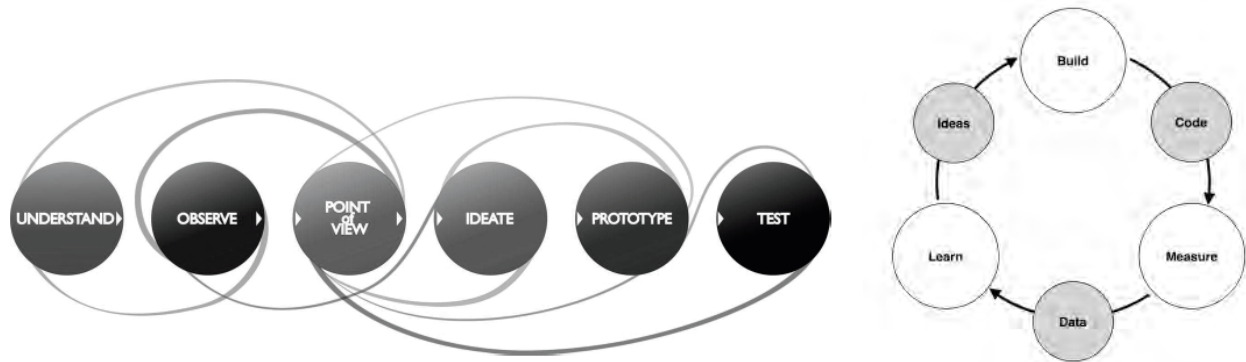 UNDERSTAND
OBSERVE
POINT
of
VIEW
IDEATE
PROTOTYPE
TEST
Build
Ideas
Code
Learn
Measure
Data